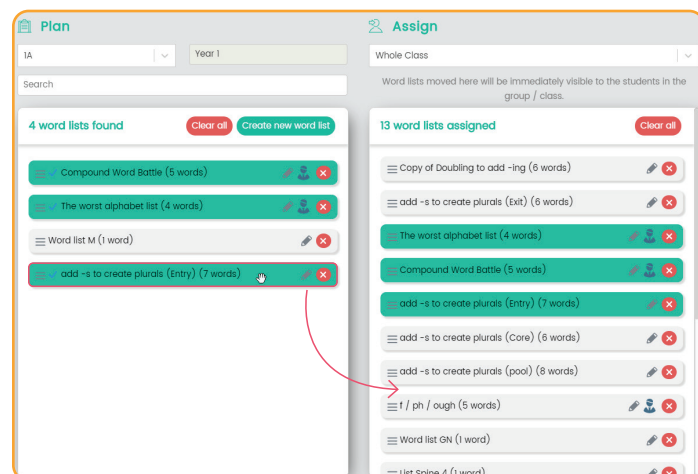 Plan
1A
Year 1
Search
4 word lists found
Clear all
Create new word list
Compound Word Battle (5 words)
The worst alphabet list (4 words)
Word list M (1 word)
add -s to create plurals (Entry) (7 words)
Assign
Whole Class
Word lists moved here will be immediately visible to the students in the
group / class.
13 word lists assigned
Clear all
Copy of Doubling to add -ing (6 words)
add -s to create plurals (Exit) (6 words)
The worst alphabet list (4 words)
Compound Word Battle (5 words)
add -s to create plurals (Entry) (7 words)
add -s to create plurals (Core) (6 words)
add -s to create plurals (pool) (8 words)
f / ph / ough (5 words)
Word list GN (1 word)
List Spine 4 (1 word)